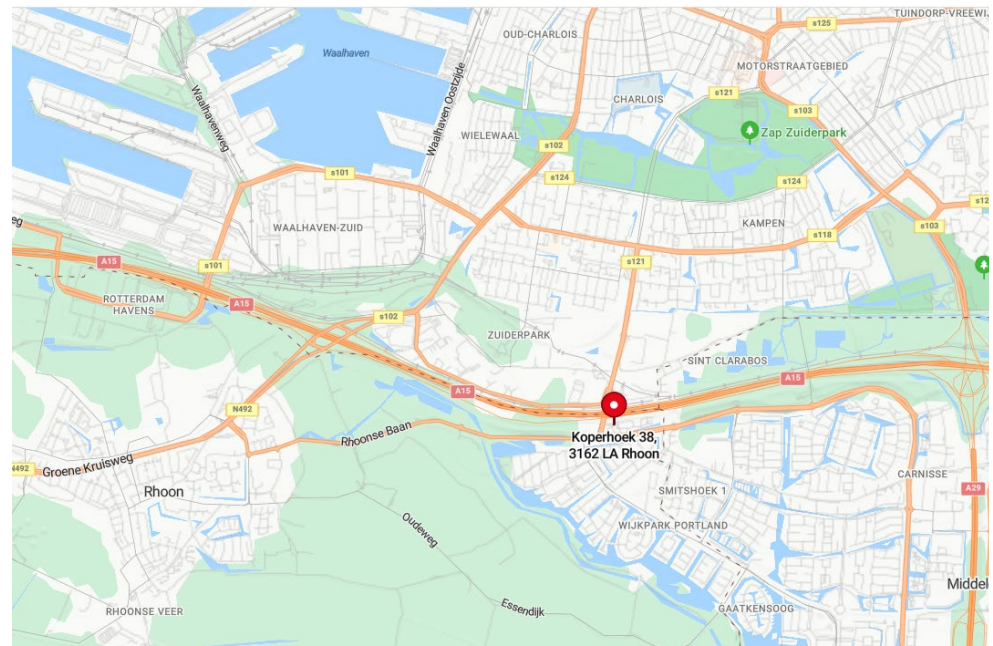 TUINDORP-VREEWIJ
s125
OUD-CHARLOIS
Waalhaven
MOTORSTRAATGEBIED
Waalhavenweg
Waalhaven Oostzijde
s121
CHARLOIS
s103
WIELEWAAL
Zap Zuiderpark
s102
s101
s124
s124
s12
WAALHAVEN-ZUID
KAMPEN
eg
s118
s103
A15
s101
s121
ROTTERDAM
HAVENS
A15
s102
ZUIDERPARK
SINT CLARABOS
A15
A15
N492
Koperhoek 38,
3162 LA Rhoon
Rhoonse Baan
N492
Groene Kruisweg
Rhoon
CARNISSE
SMITSHOEK 1
A29
Oudeweg
WIJKPARK PORTLAND
Middel
Essendijk
RHOONSE VEER
GAATKENSOOG